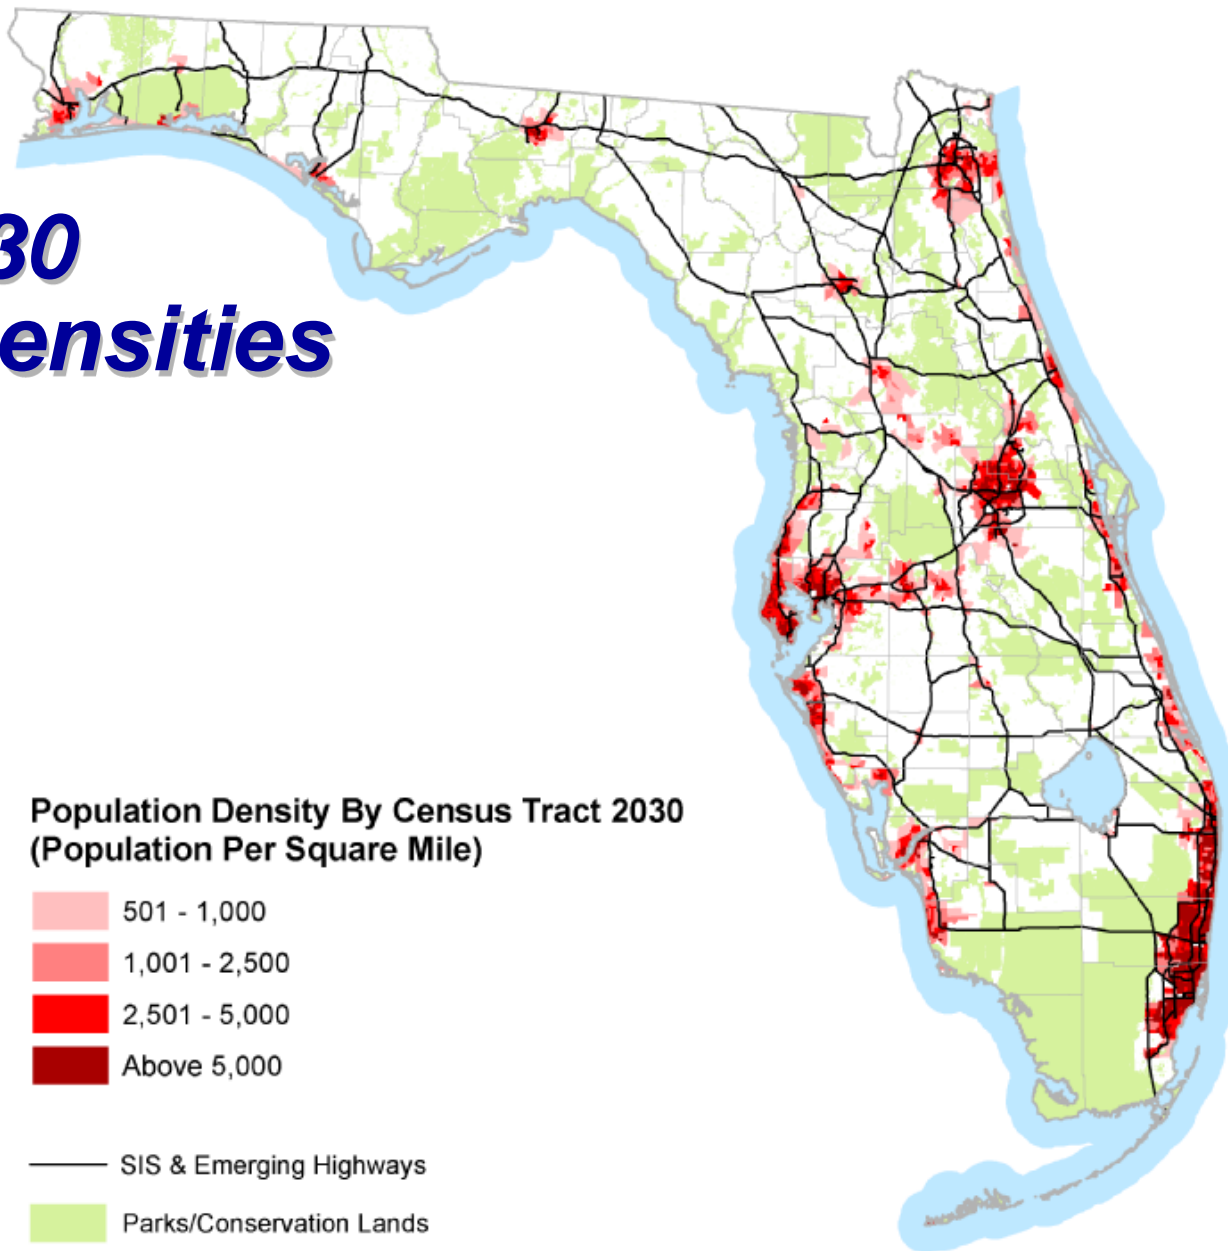 30
ensities
Population Density By Census Tract 2030
(Population Per Square Mile)
501 - 1,000
1,001 - 2,500
2,501 - 5,000
Above 5,000
SIS & Emerging Highways
Parks/Conservation Lands